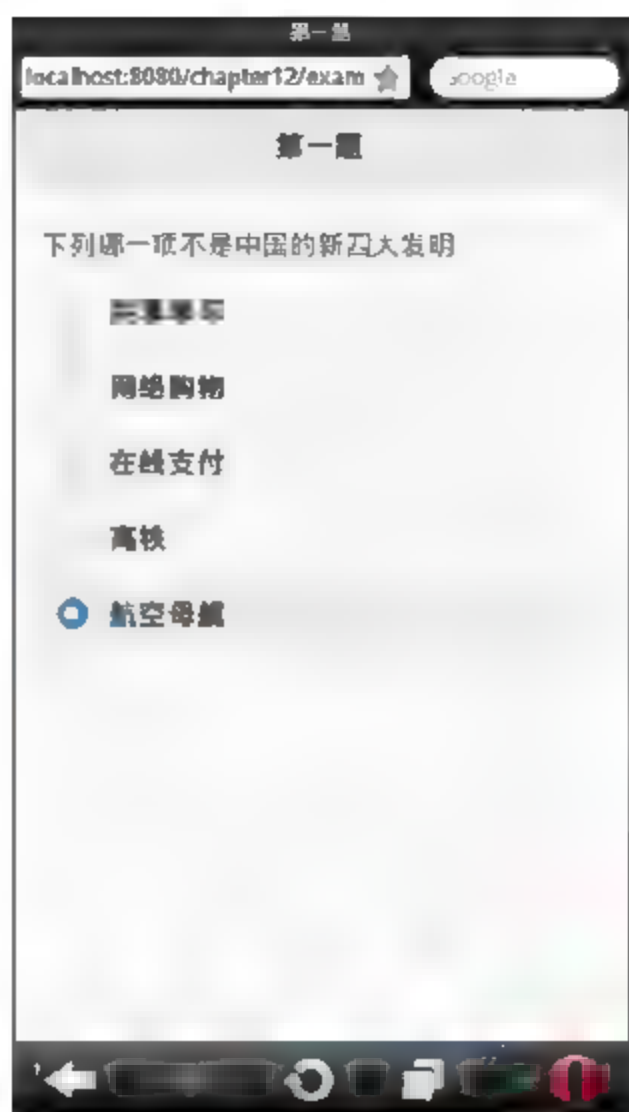 第一题
localhost:8080/chapter12/exam
Google
第一题
下列哪一项不是中国的新四大发明
网络购物
在线支付
高铁
航空母舰